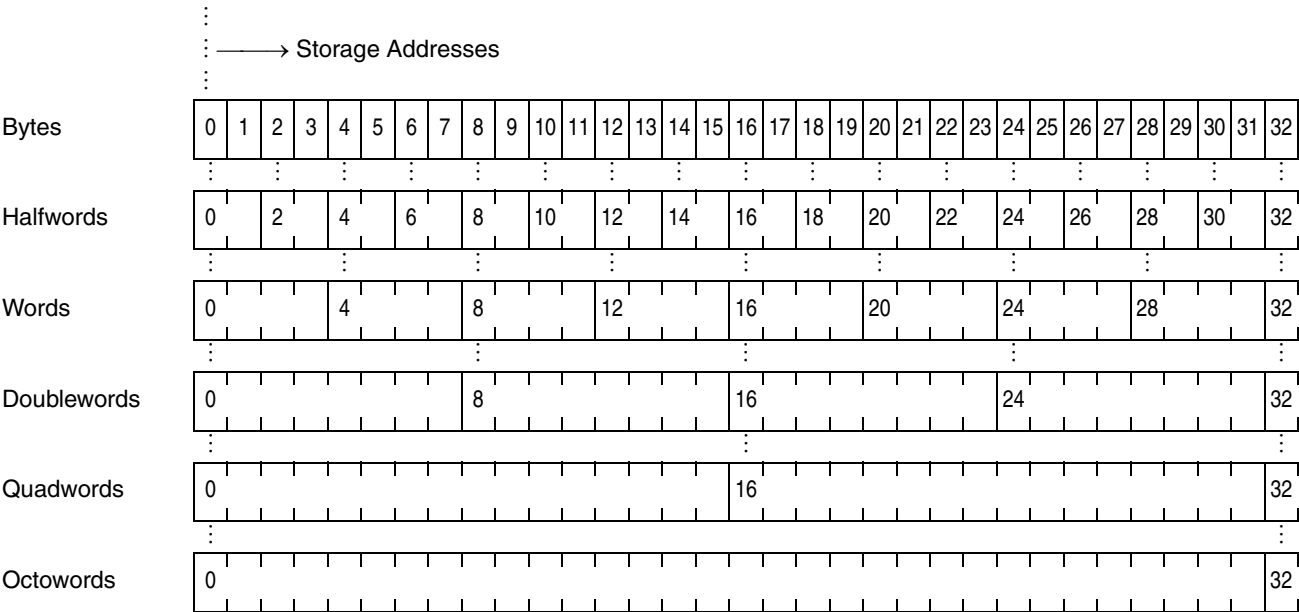 Storage Addresses
Bytes 0 1 2 3 4 5 6 7 8 9 10 11 12 13 14 15 16 17 18 19 20 21 22 23 24 25 26 27 28 29 30 31 32
Halfwords 0 2 4 6 8 10 12 14 16 18 20 22 24 26 28 30 32
Words 0 4 8 12 16 20 24 28 32
Doublewords 0 8 16 24 32
Quadwords 0 16 32
Octowords 0 32